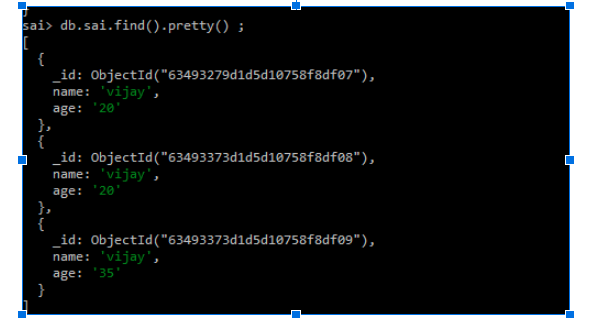 }
sai> db.sai.find().pretty() ;
[
  {
    _id: ObjectId("63493279d1d5d10758f8df07"),
    name: 'vijay',
    age: '20'
  },
  {
    _id: ObjectId("63493373d1d5d10758f8df08"),
    name: 'vijay',
    age: '20'
  },
  {
    _id: ObjectId("63493373d1d5d10758f8df09"),
    name: 'vijay',
    age: '35'
  }
]